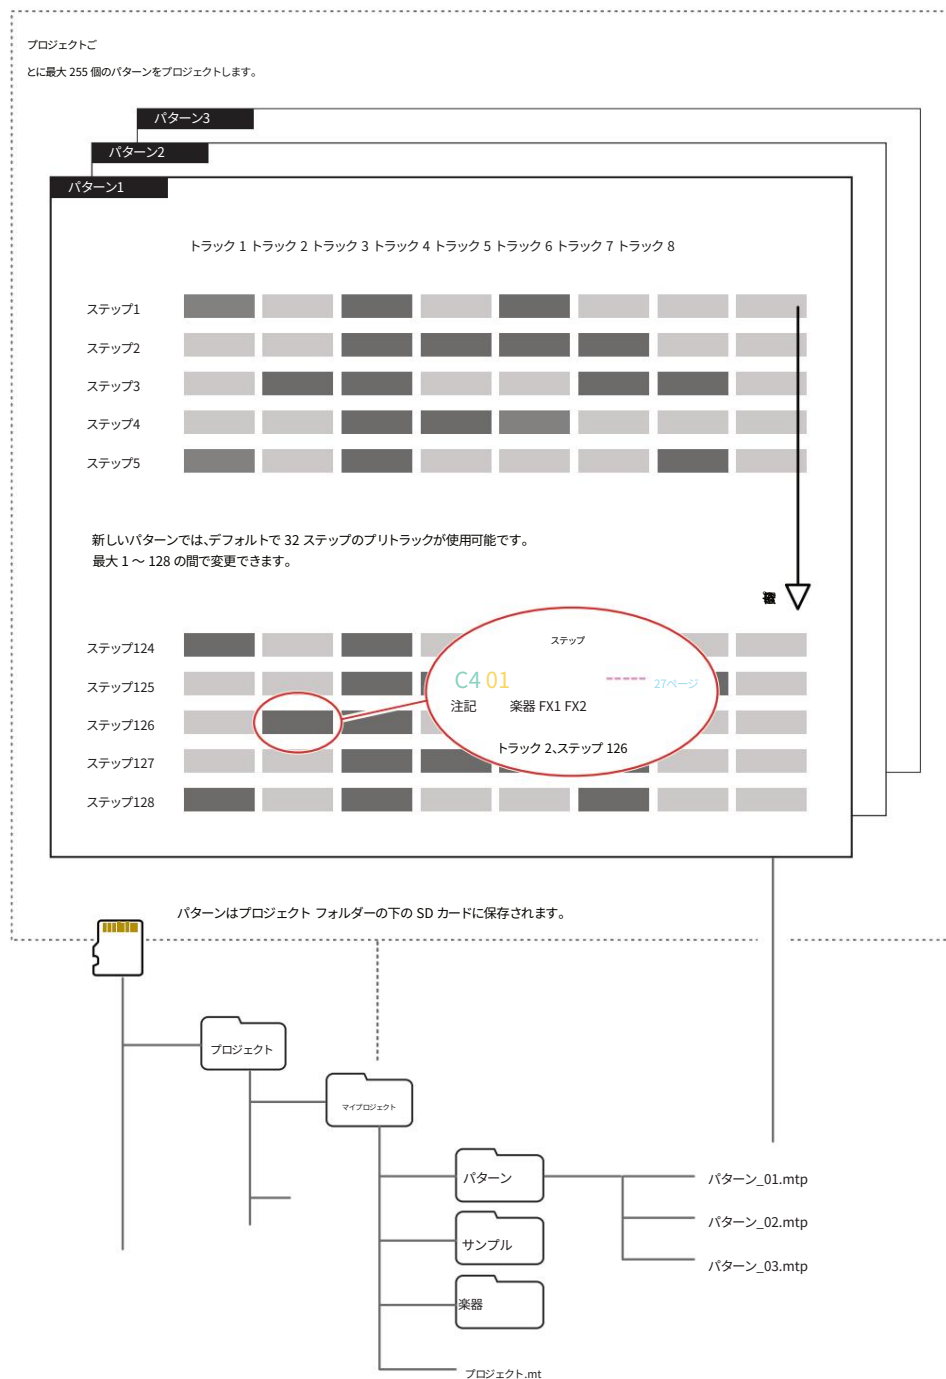 プロジェクトご
とに最大 255 個のパターンをプロジェクトします。
パターン3
パターン2
パターン1
トラック 1 トラック 2 トラック 3 トラック 4 トラック 5 トラック 6 トラック 7 トラック 8
ステップ1
ステップ2
ステップ3
ステップ4
ステップ5
新しいパターンでは、デフォルトで 32 ステップのプリトラックが使用可能です。
最大 1 〜 128 の間で変更できます。
ステップ124
ステップ125
ステップ126
ステップ127
ステップ128
ステップ
C4 01 ----- 27ページ
注記 楽器 FX1 FX2
トラック 2、ステップ 126
パターンはプロジェクト フォルダーの下の SD カードに保存されます。
プロジェクト
マイプロジェクト
パターン
サンプル
楽器
プロジェクト.mt
パターン_01.mtp
パターン_02.mtp
パターン_03.mtp